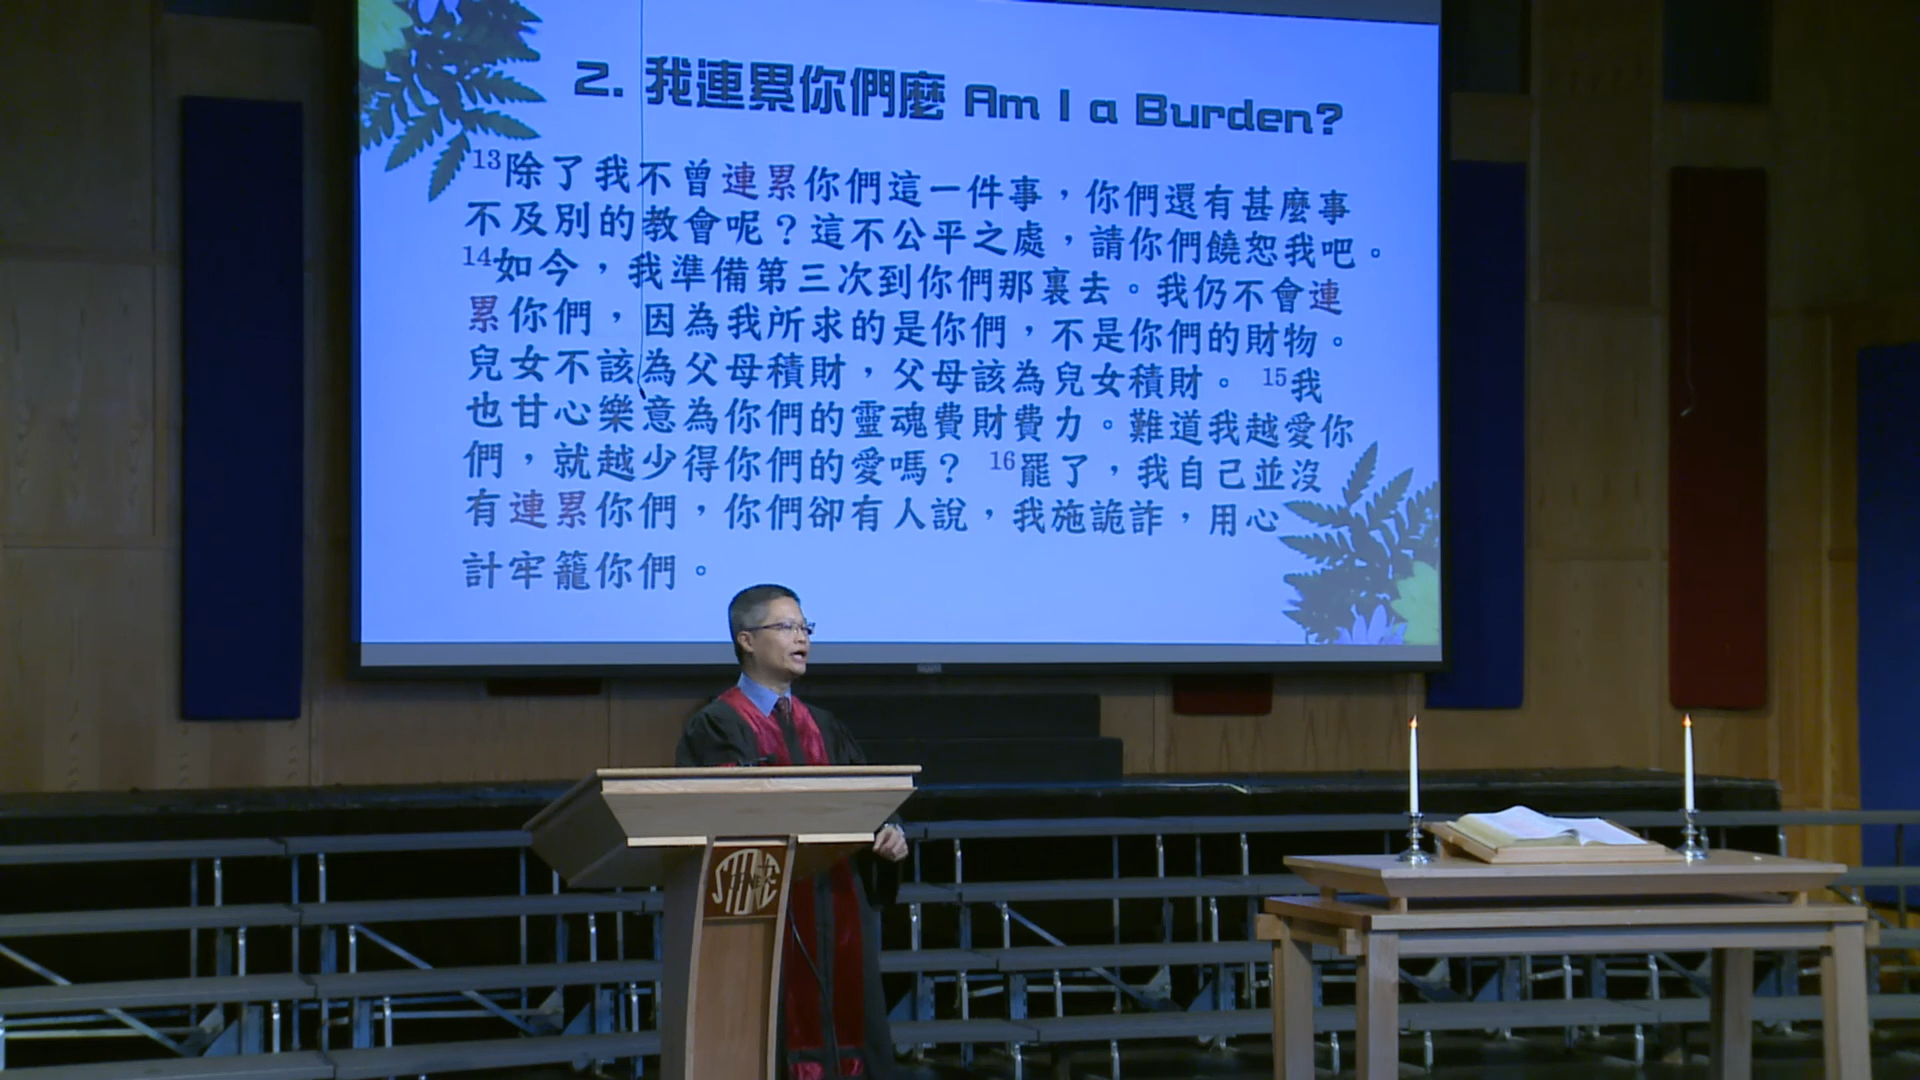 2. 我連累你們麼 Am I a Burden?
13除了我不曾連累你們這一件事，你們還有甚麼事
不及別的教會呢？這不公平之處，請你們饒恕我吧。
14如今，我準備第三次到你們那裏去。我仍不會連
累你們，因為我所求的是你們，不是你們的財物。
兒女不該為父母積財，父母該為兒女積財。 15我
也甘心樂意為你們的靈魂費財費力。難道我越愛你
們，就越少得你們的愛嗎？ 16罷了，我自己並沒
有連累你們，你們卻有人說，我施詭詐，用心
計牢籠你們。